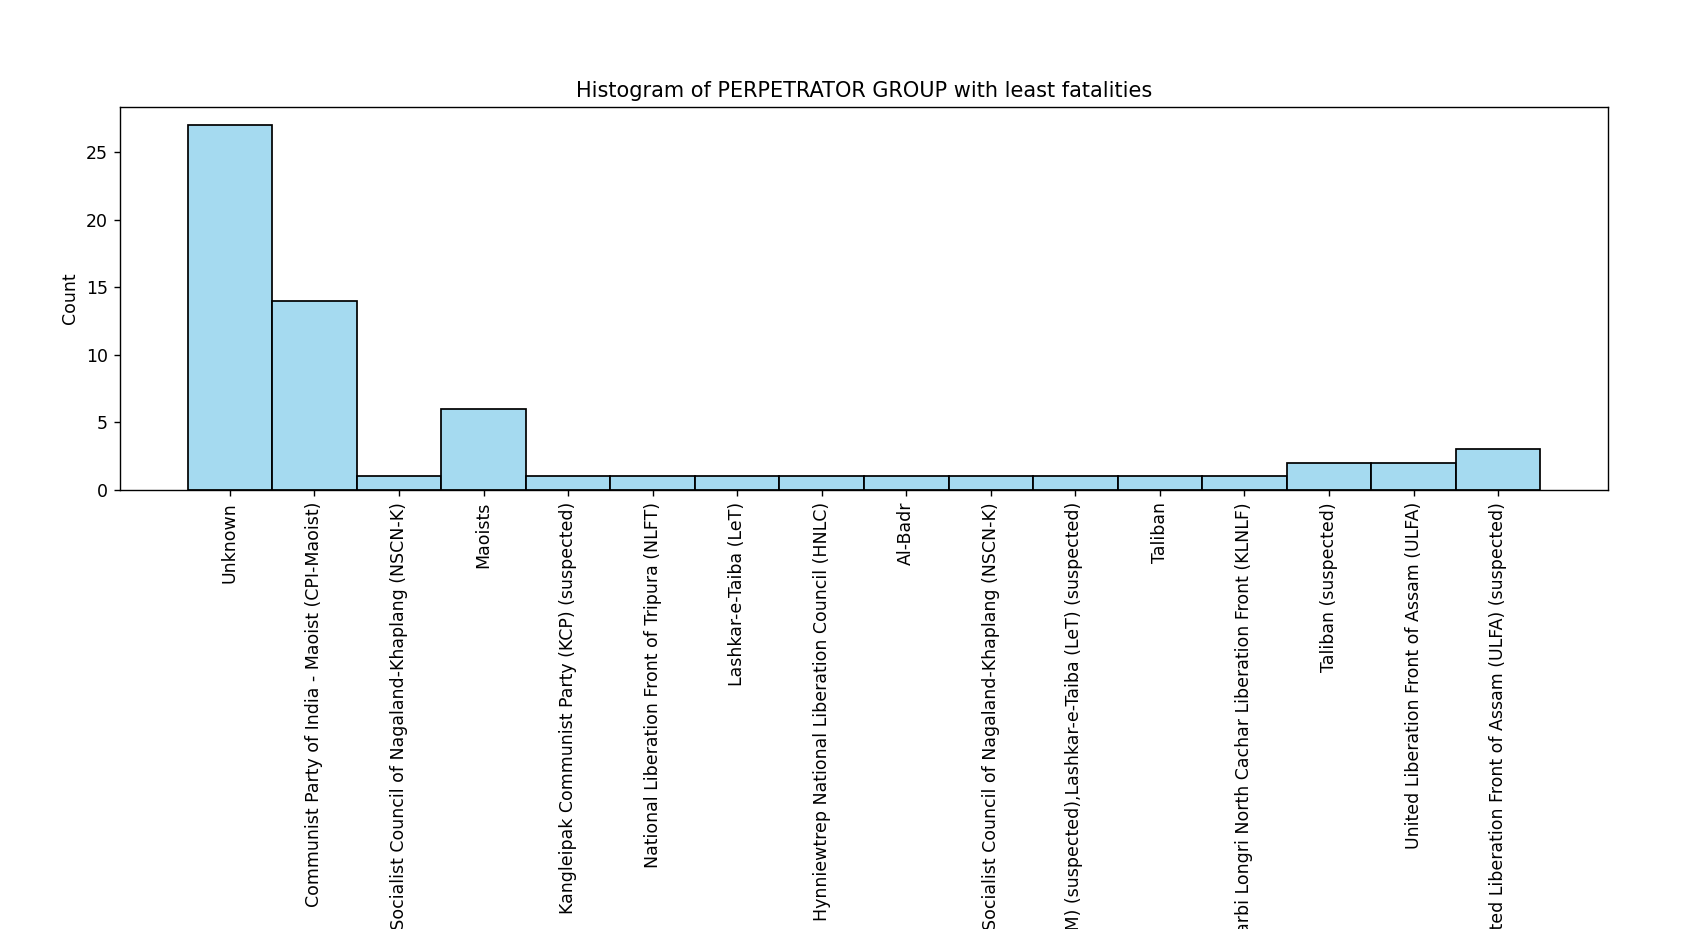 Histogram of PERPETRATOR GROUP with least fatalities
Count
25
20
15
10
5
0
Unknown
Communist Party of India - Maoist (CPI-Maoist)
Socialist Council of Nagaland-Khaplang (NSCN-K)
Maoists
Kangleipak Communist Party (KCP) (suspected)
National Liberation Front of Tripura (NLFT)
Lashkar-e-Taiba (LeT)
Hynniewtrep National Liberation Council (HNLC)
Al-Badr
Socialist Council of Nagaland-Khaplang (NSCN-K)
M) (suspected),Lashkar-e-Taiba (LeT) (suspected)
Taliban
arbi Longri North Cachar Liberation Front (KLNLF)
Taliban (suspected)
United Liberation Front of Assam (ULFA)
ted Liberation Front of Assam (ULFA) (suspected)